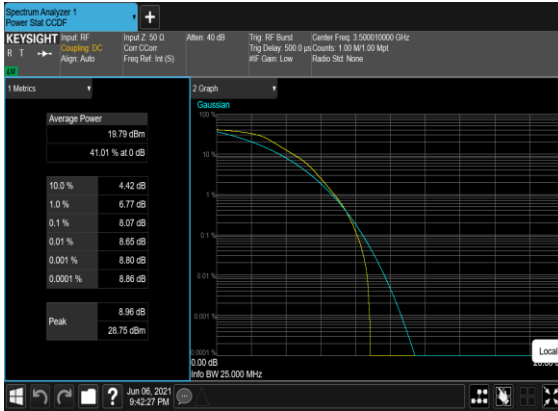 Spectrum Analyzer 1
Power Stat CCDF
+
KEYSIGHT
R T
Input: RF
Coupling: DC
Align: Auto
Input Z: 50 Ω
Corr CCorr
Freq Ref: Int (S)
Atten: 40 dB
Trig: RF Burst
Trig Delay: 500.0 µs
#IF Gain: Low
Center Freq: 3.500010000 GHz
Counts: 1.00 M/1.00 Mpt
Radio Std: None
1 Metrics
Average Power
19.79 dBm
41.01 % at 0 dB
10.0 % 4.42 dB
1.0 % 6.77 dB
0.1 % 8.07 dB
0.01 % 8.65 dB
0.001 % 8.80 dB
0.0001 % 8.86 dB
Peak
8.96 dB
28.75 dBm
2 Graph
Gaussian
100 %
10 %
1 %
0.1 %
0.01 %
0.001 %
0.0001 %
0.00 dB
Info BW 25.000 MHz
Local
?
Jun 06, 2021
9:42:27 PM